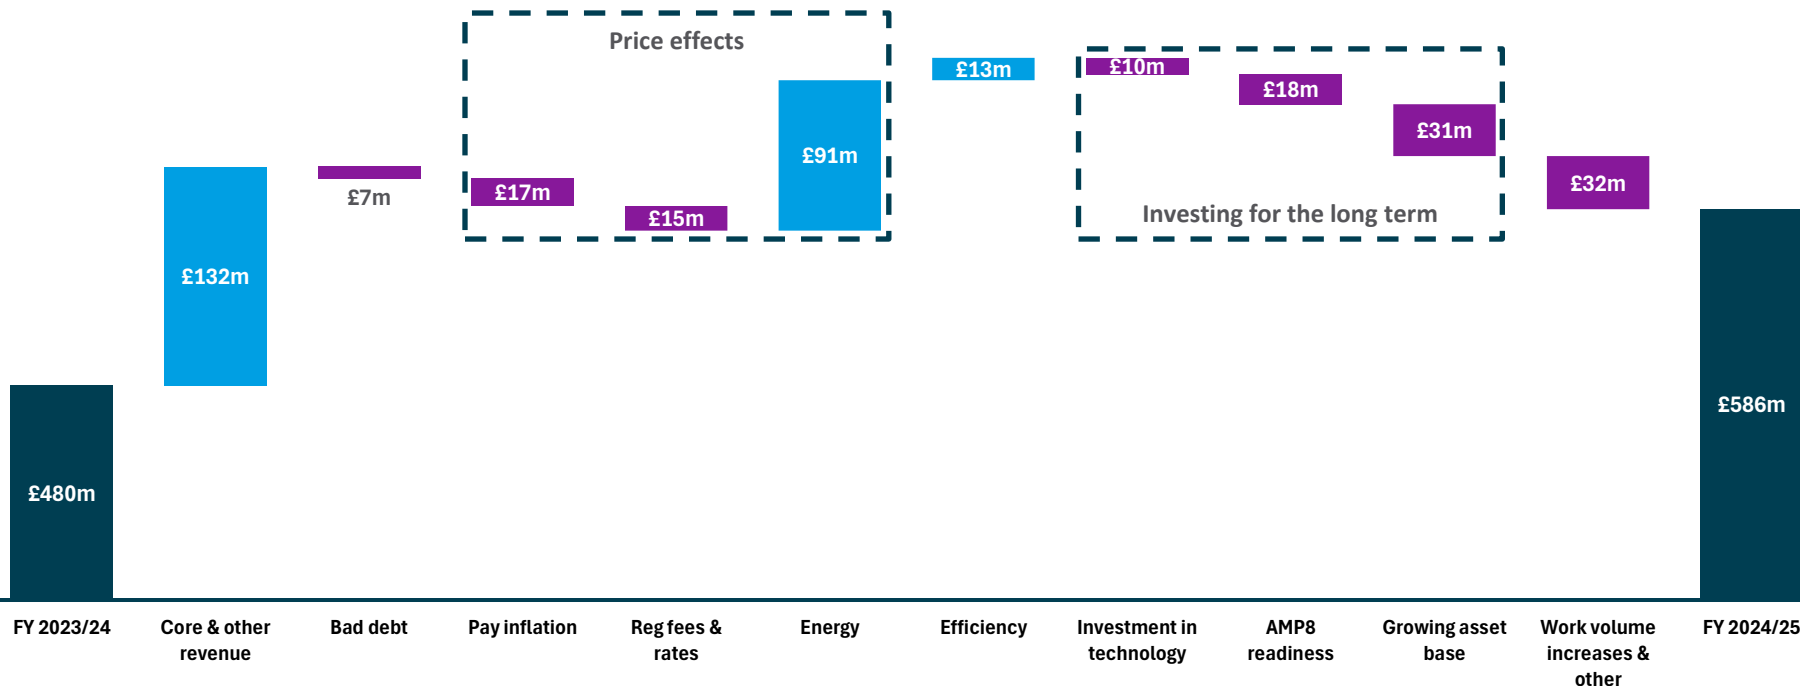 Price effects
£13m
£10m
£18m
£31m
£91m
£7m
£17m
£15m
£32m
Investing for the long term
£132m
£480m
£586m
FY 2023/24
Core & other
revenue
Bad debt
Pay inflation
Reg fees &
rates
Energy
Efficiency
Investment in
technology
AMP8
readiness
Growing asset
base
Work volume
increases &
other
FY 2024/25